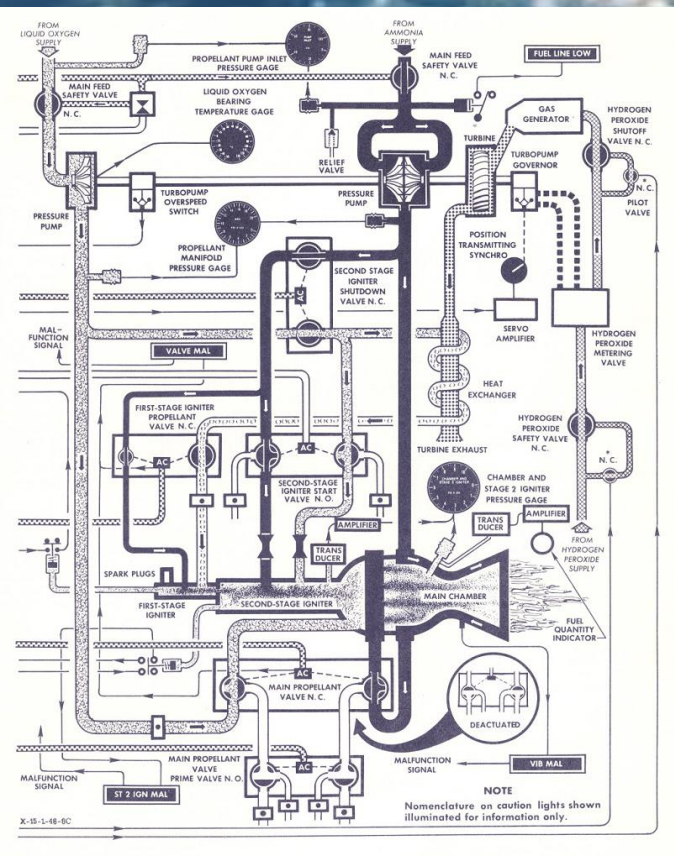 FROM
LIQUID OXYGEN
SUPPLY
FROM
AMMONIA
SUPPLY
PROPELLANT PUMP INLET
PRESSURE GAGE
MAIN FEED
SAFETY VALVE
N. C.
FUEL LINE LOW
MAIN FEED
SAFETY VALVE
N. C.
LIQUID OXYGEN
BEARING
TEMPERATURE GAGE
GAS
GENERATOR
HYDROGEN
PEROXIDE
SHUTOFF
VALVE N. C.
TURBINE
RELIEF
VALVE
TURBOPUMP
GOVERNOR
*
N. C.
PILOT
VALVE
PRESSURE
PUMP
TURBOPUMP
OVERSPEED
SWITCH
PRESSURE
PUMP
PROPELLANT
MANIFOLD
PRESSURE GAGE
POSITION
TRANSMITTING
SYNCHRO
SECOND STAGE
IGNITER
SHUTDOWN
VALVE N. C.
AC
SERVO
AMPLIFIER
HYDROGEN
PEROXIDE
METERING
VALVE
MAL-
FUNCTION
SIGNAL
VALVE MAL
HEAT
EXCHANGER
FIRST-STAGE IGNITER
PROPELLANT
VALVE N. C.
AC
AC
TURBINE EXHAUST
HYDROGEN
PEROXIDE
SAFETY VALVE
N. C.
*
N. C.
SECOND-STAGE
IGNITER START
VALVE N. O.
CHAMBER AND
STAGE 2 IGNITER
PRESSURE GAGE
AMPLIFIER
TRANS
DUCER
AMPLIFIER
TRANS
DUCER
FROM
HYDROGEN
PEROXIDE
SUPPLY
SPARK PLUGS
FIRST-STAGE
IGNITER
SECOND-STAGE IGNITER
MAIN CHAMBER
FUEL
QUANTITY
INDICATOR
AC
MAIN PROPELLANT
VALVE N. C.
DEACTUATED
MAIN PROPELLANT
VALVE
PRIME VALVE N. O.
AC
MALFUNCTION
SIGNAL
VIB MAL
MALFUNCTION
SIGNAL
ST 2 IGN MAL
NOTE
Nomenclature on caution lights shown
illuminated for information only.
X-15-1-48-6C